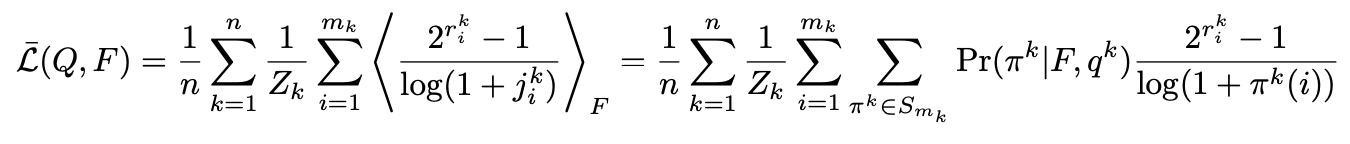 $\bar{\mathcal{L}}(Q, F) = \frac{1}{n} \sum_{k=1}^{n} \frac{1}{Z_k} \sum_{i=1}^{m_k} \left\langle \frac{2^{r_i^k} - 1}{\log(1 + j_i^k)} \right\rangle_F = \frac{1}{n} \sum_{k=1}^{n} \frac{1}{Z_k} \sum_{i=1}^{m_k} \sum_{\pi^k \in S_{m_k}} \Pr(\pi^k | F, q^k) \frac{2^{r_i^k} - 1}{\log(1 + \pi^k(i))}$